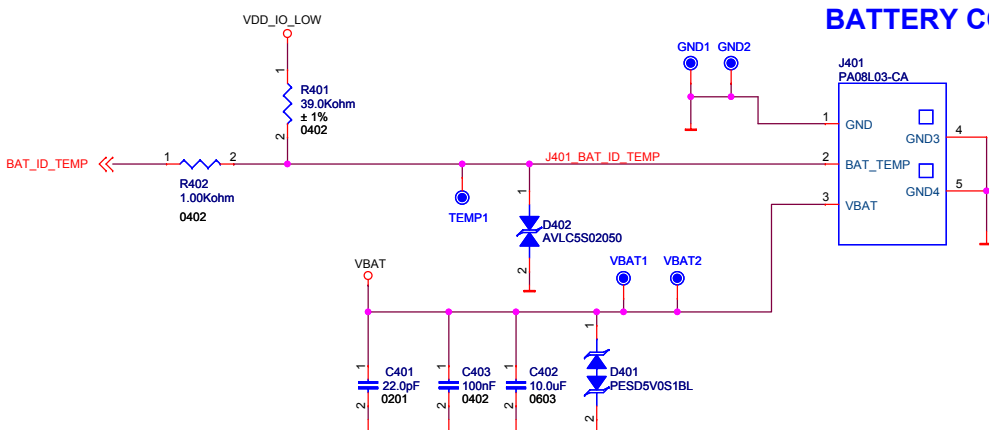 BATTERY
VDD_IO_LOW
GND1 GND2
J401
PA08L03-CA
1
R401
39.0Kohm
± 1%
0402
2
1 GND
GND3 4
BAT_ID_TEMP
1 2
J401_BAT_ID_TEMP
2 BAT_TEMP
R402
1.00Kohm
0402
TEMP1
1
D402
AVLC5S02050
2
GND4 5
3 VBAT
VBAT
VBAT1 VBAT2
1
C401
22.0pF
0201
2
1
C403
100nF
0402
2
1
C402
10.0uF
0603
2
1
D401
PESD5V0S1BL
2